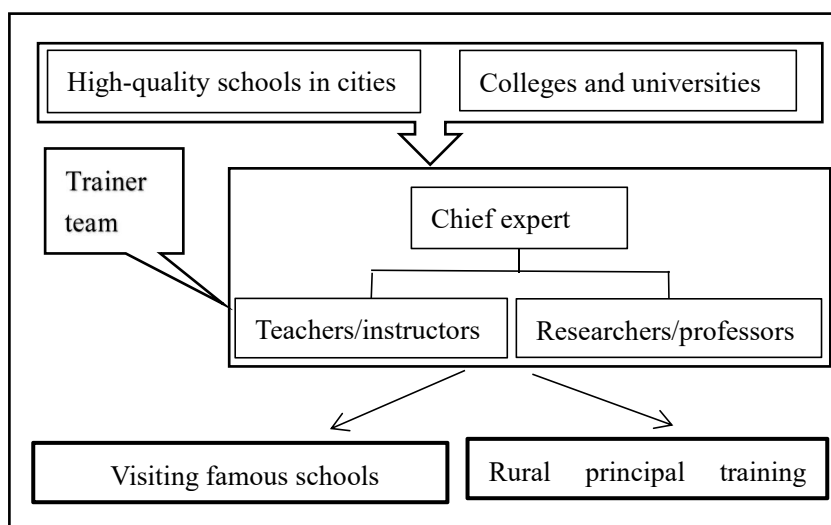 High-quality schools in cities
Colleges and universities
Trainer
team
Chief expert
Teachers/instructors
Researchers/professors
Visiting famous schools
Rural principal training